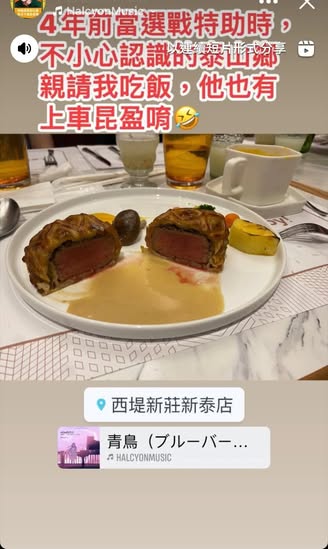 HalcyonMusic
4年前當選戰特助時，
以連續短片形式分享
不小心認識的泰山鄉
親請我吃飯，他也有
上車昆盈唷🤣
西堤新莊新泰店
青鳥（ブルーバー…
HALCYONMUSIC